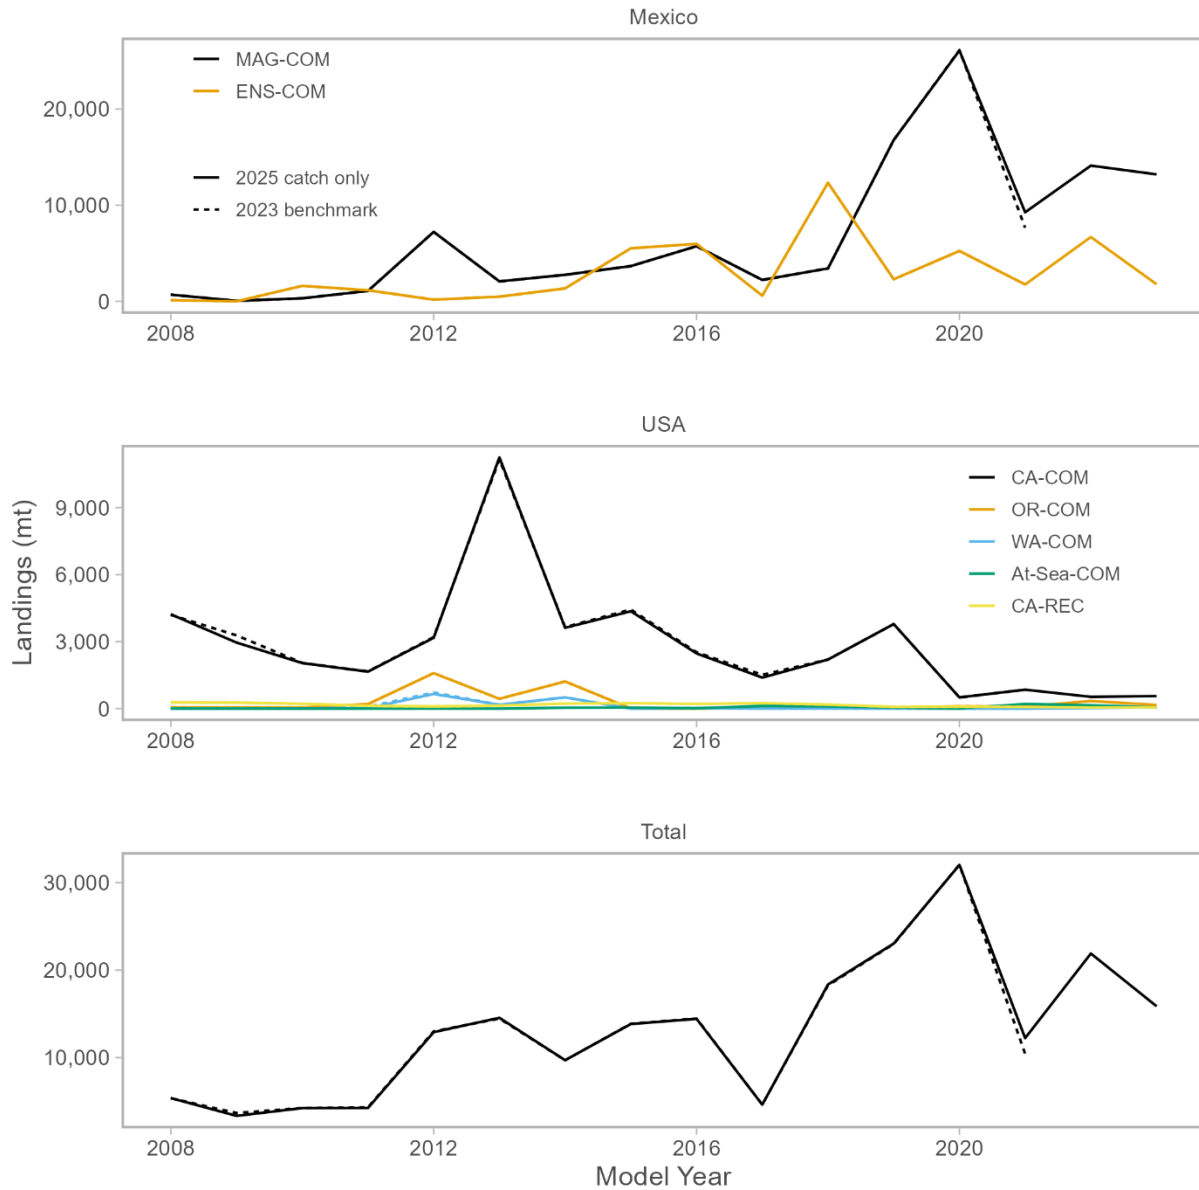 Mexico
MAG-COM
ENS-COM
2025 catch only
2023 benchmark
20,000
10,000
0
2008 2012 2016 2020
USA
CA-COM
OR-COM
WA-COM
At-Sea-COM
CA-REC
9,000
6,000
3,000
0
2008 2012 2016 2020
Landings (mt)
Total
30,000
20,000
10,000
2008 2012 2016 2020
Model Year